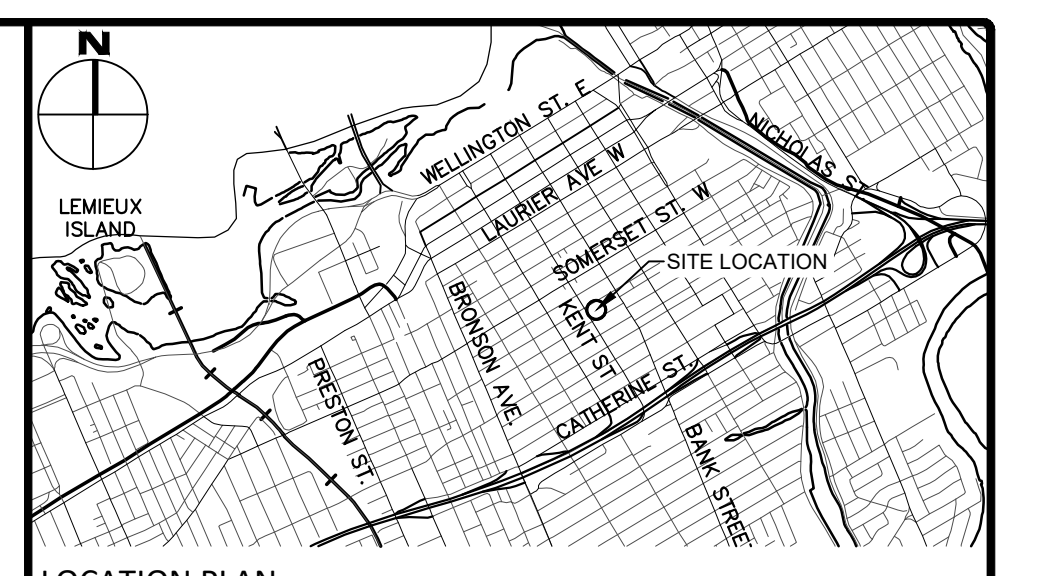 N
WELLINGTON ST. E
NICHOLAS ST
LAURIER AVE W
LEMIEUX
ISLAND
SOMERSET ST. W
SITE LOCATION
BRONSON AVE.
KENT ST
PRESTON ST.
CATHERINE ST.
BANK STREE
LOCATION PLAN